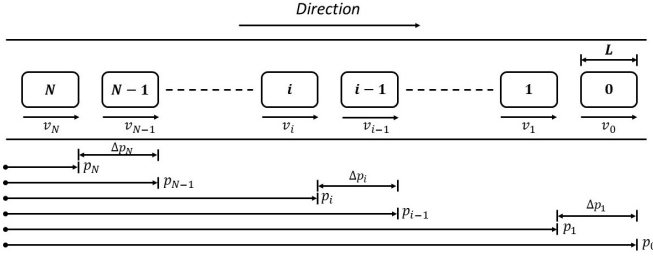 Direction
L
N N − 1 i i − 1 1 0
v_N v_{N−1} v_i v_{i−1} v_1 v_0
Δp_N
p_N
Δp_i
p_{N−1}
p_i
p_{i−1}
Δp_1
p_1
p_0